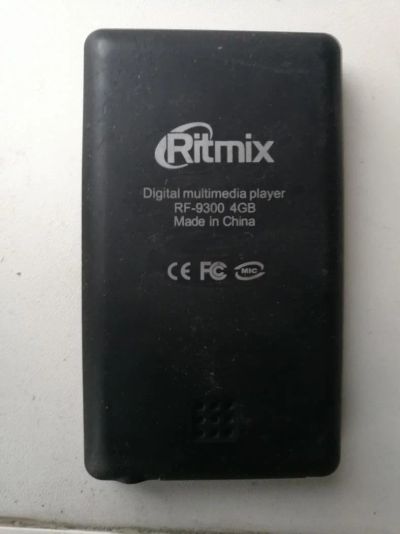 Ritmix
Digital multimedia player
RF-9300 4GB
Made in China
CE FC MIC